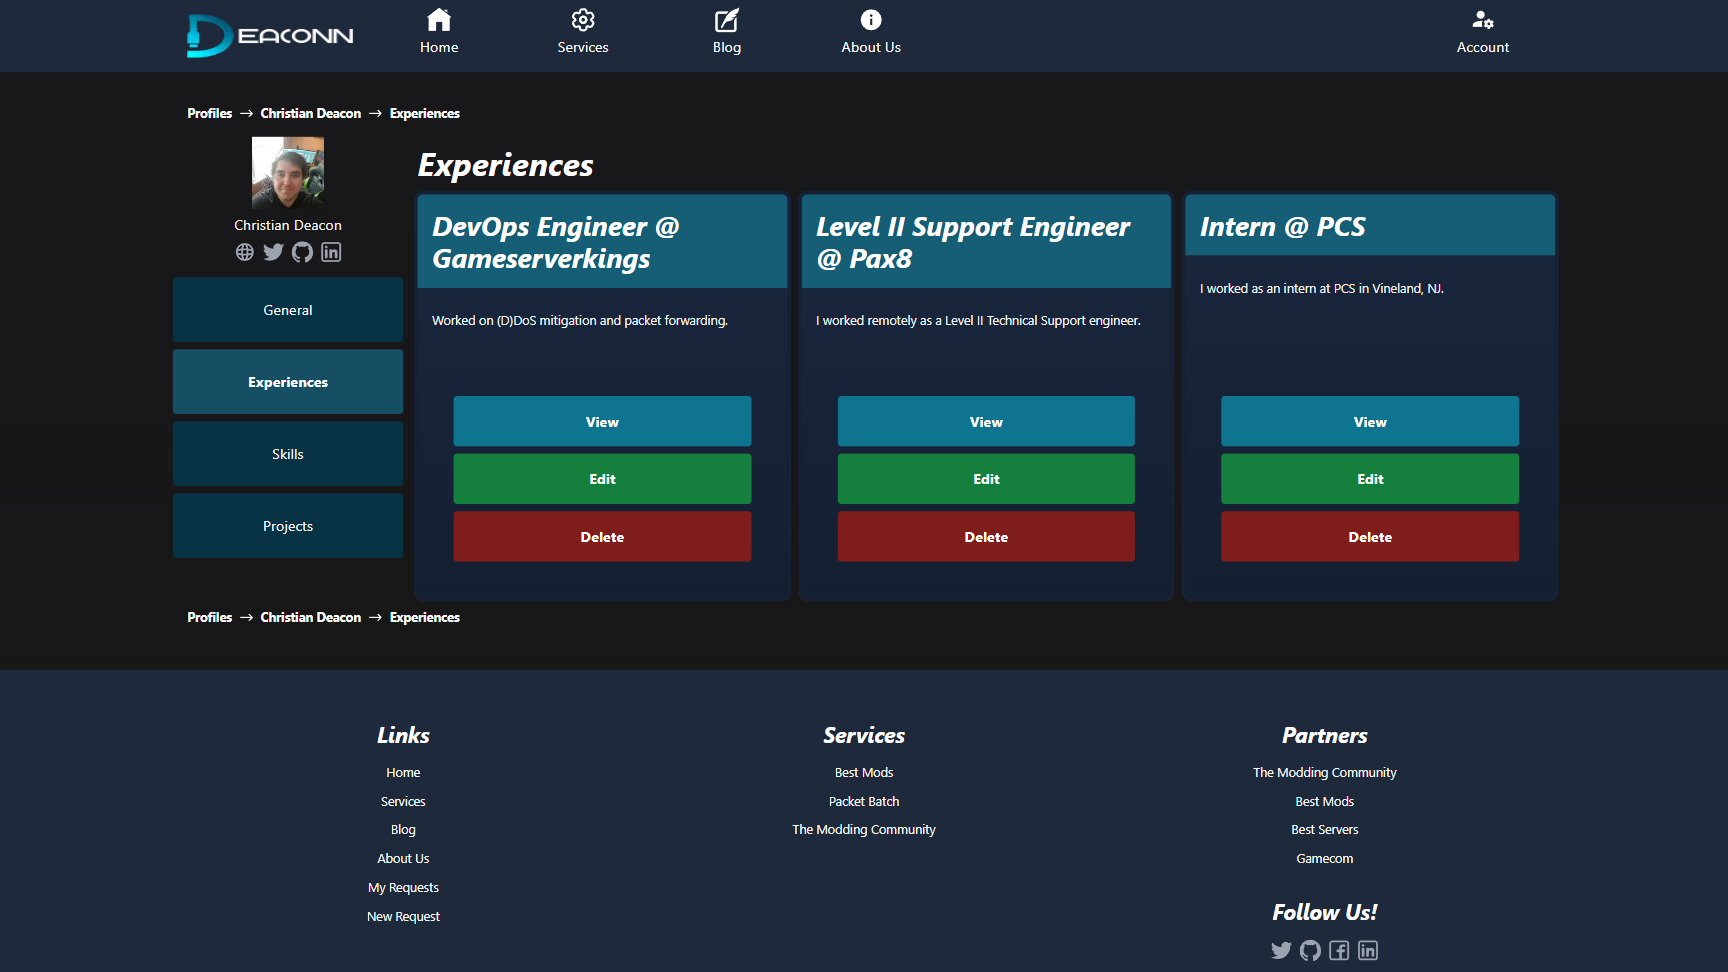 DEACONN
Home
Services
Blog
About Us
Account
Profiles → Christian Deacon → Experiences
Christian Deacon
General
Experiences
Skills
Projects
Experiences
DevOps Engineer @
Gameserverkings
Worked on (D)DoS mitigation and packet forwarding.
View
Edit
Delete
Level II Support Engineer
@ Pax8
I worked remotely as a Level II Technical Support engineer.
View
Edit
Delete
Intern @ PCS
I worked as an intern at PCS in Vineland, NJ.
View
Edit
Delete
Profiles → Christian Deacon → Experiences
Links
Home
Services
Blog
About Us
My Requests
New Request
Services
Best Mods
Packet Batch
The Modding Community
Partners
The Modding Community
Best Mods
Best Servers
Gamecom
Follow Us!